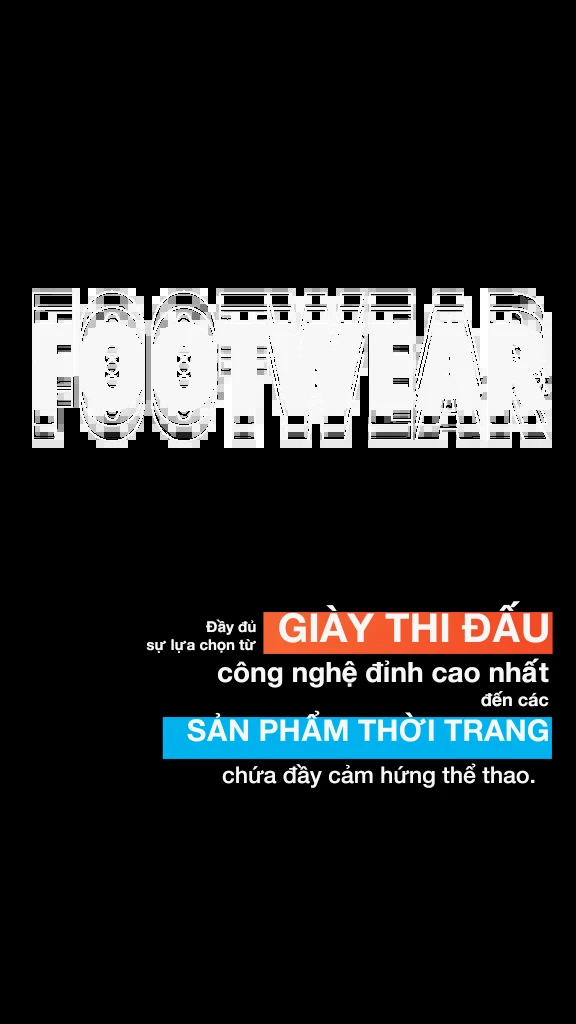 FOOTWEAR
Đầy đủ
sự lựa chọn từ
GIÀY THI ĐẤU
công nghệ đỉnh cao nhất
đến các
SẢN PHẨM THỜI TRANG
chứa đầy cảm hứng thể thao.